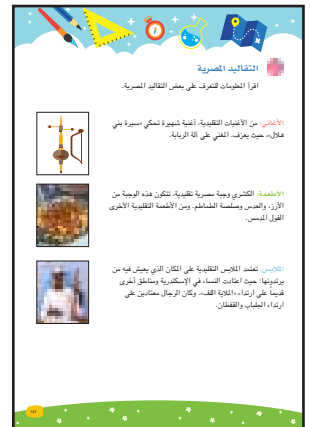 التقاليد المصرية
اقرأ المعلومات للتعرف على بعض التقاليد المصرية.
الأغاني: من الأغنيات التقليدية، أغنية شهيرة تحكي «سيرة بني
هلال»، حيث يعزف المغني على آلة الربابة.
الأطعمة: الكشري وجبة مصرية تقليدية، تتكون هذه الوجبة من
الأرز، والعدس وصلصة الطماطم. ومن الأطعمة التقليدية الأخرى
الفول المدمس.
الملابس: تعتمد الملابس التقليدية على المكان الذي يعيش فيه من
يرتدونها؛ حيث اعتادت النساء في الإسكندرية ومناطق أخرى
قديماً على ارتداء «الملاية اللف». وكان الرجال معتادين على
ارتداء الجلباب والقفطان.